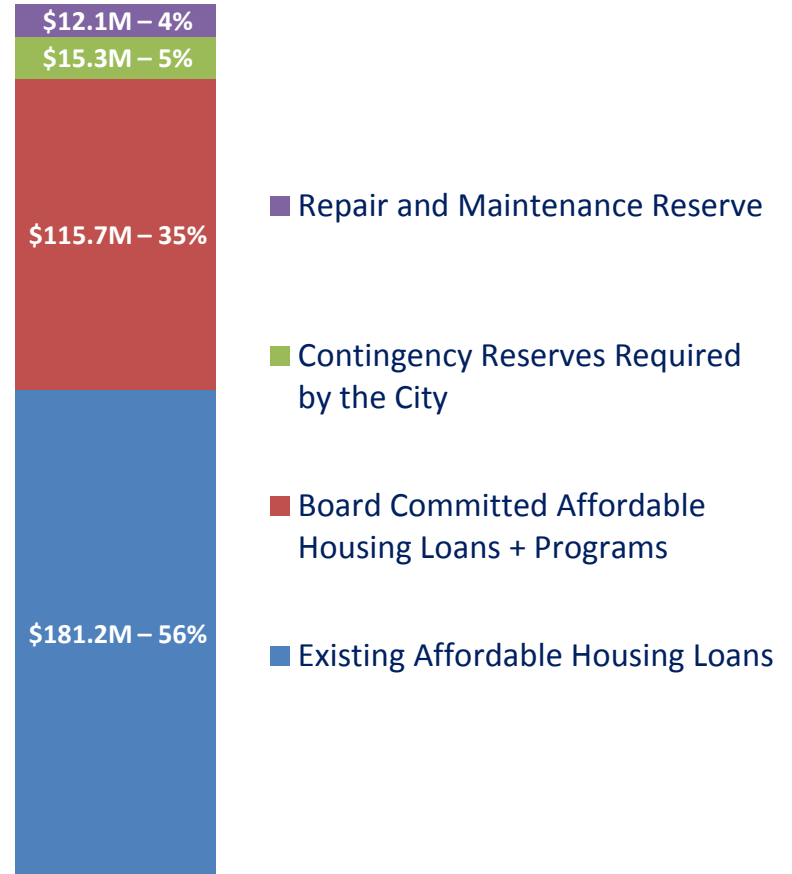 $12.1M – 4%
$15.3M – 5%
$115.7M – 35%
$181.2M – 56%
Repair and Maintenance Reserve
Contingency Reserves Required
by the City
Board Committed Affordable
Housing Loans + Programs
Existing Affordable Housing Loans